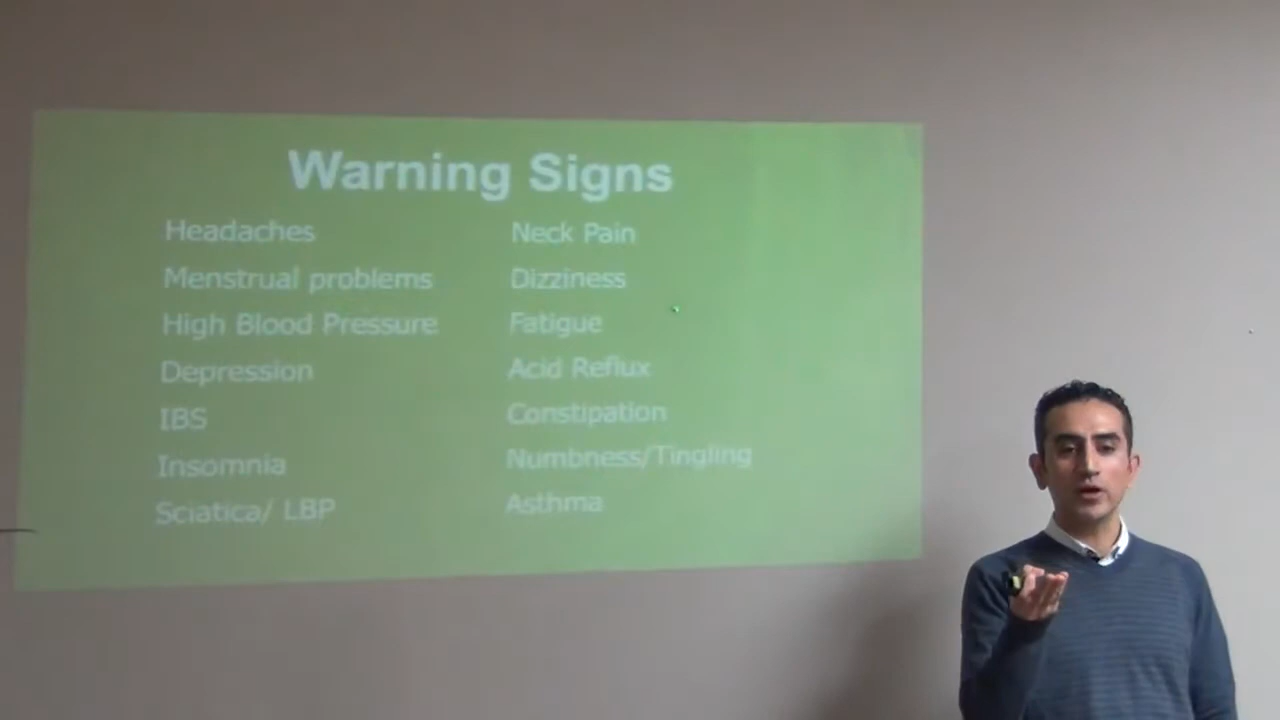 Warning Signs
Headaches
Menstrual problems
High Blood Pressure
Depression
IBS
Insomnia
Sciatica/ LBP
Neck Pain
Dizziness
Fatigue
Acid Reflux
Constipation
Numbness/Tingling
Asthma